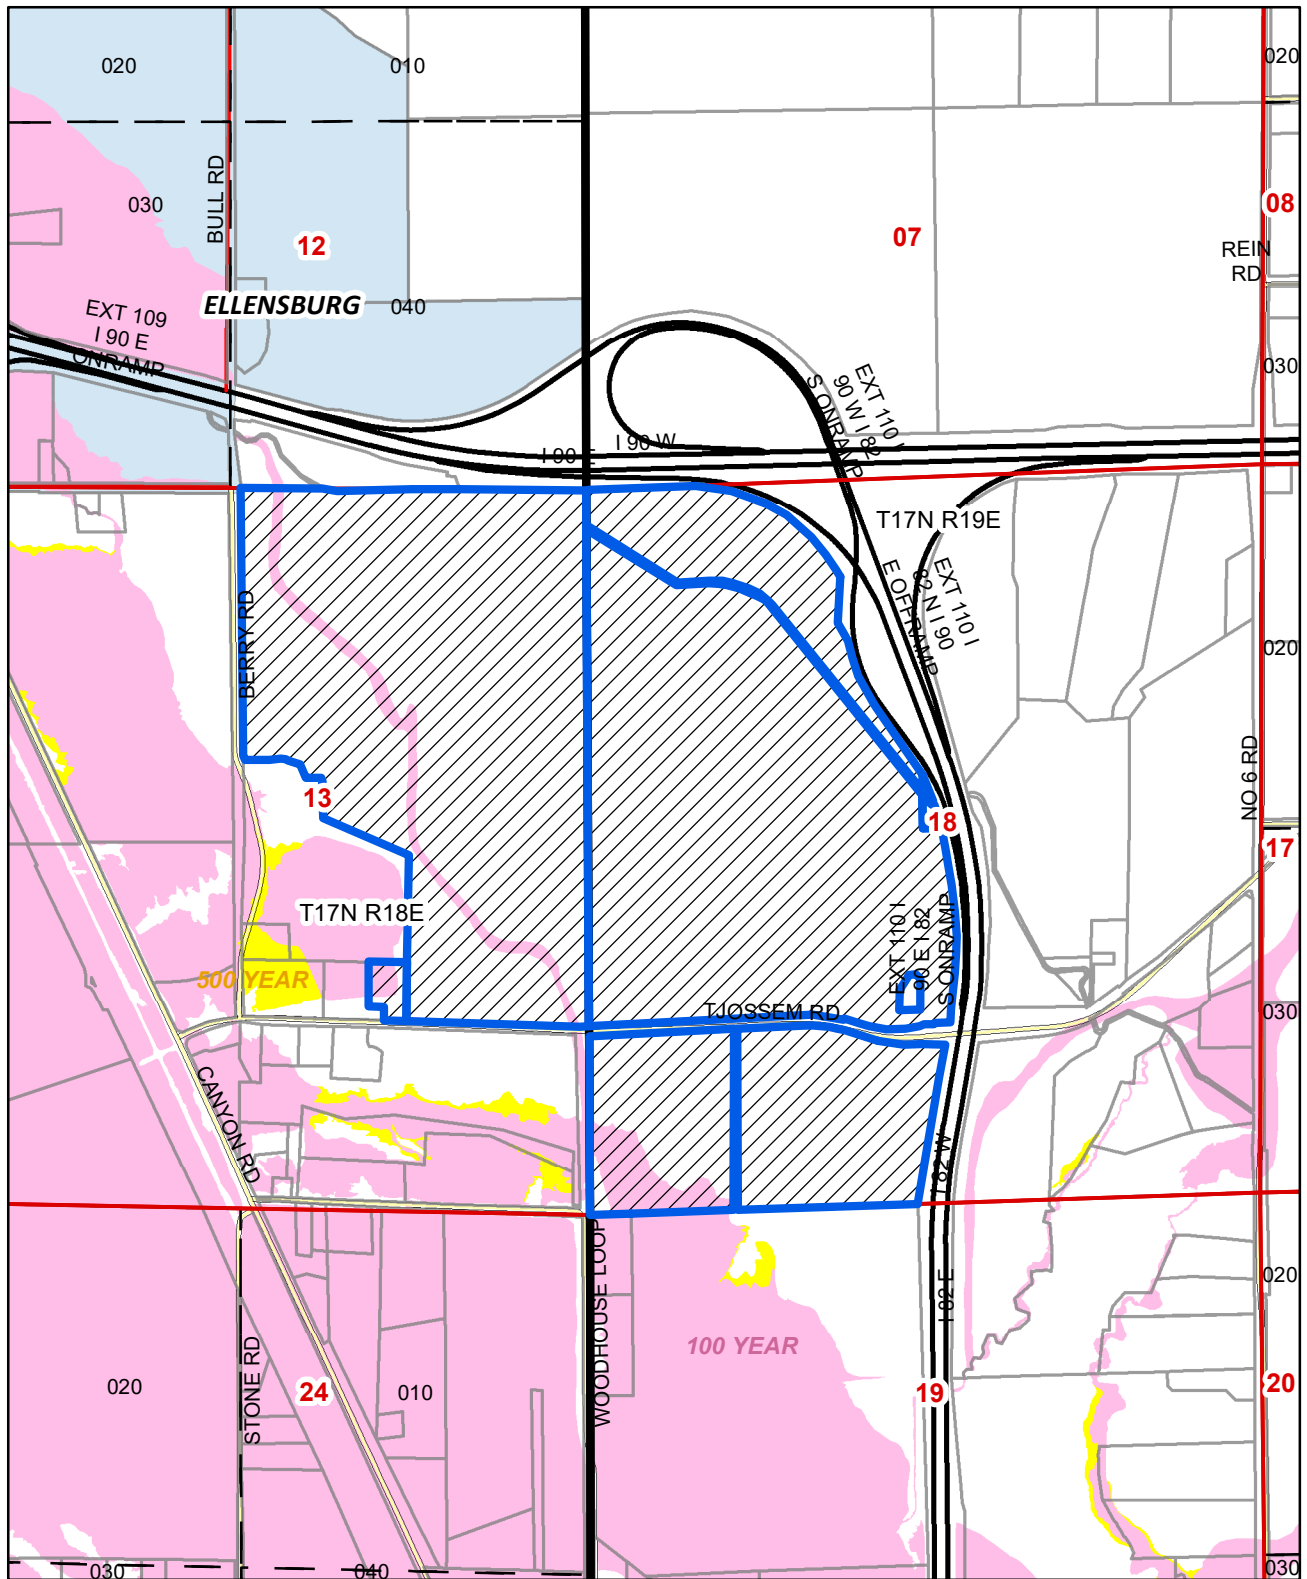 020
010
020
BULL RD
030
08
12
07
REIN
RD
ELLENSBURG
040
EXT 109
I 90 E
ONRAMP
030
EXT 110 I
90 W I 82
S ONRAMP
I 90 W
I 90 E
T17N R19E
EXT 110 I
82 N I 90
E OFFRAMP
BERRY RD
020
NO 6 RD
13
18
17
T17N R18E
EXT 110 I
90 E I 82
S ONRAMP
500 YEAR
TJOSSEM RD
030
CANYON RD
I 82 W
I 82 E
020
WOODHOUSE LOOP
100 YEAR
STONE RD
020
24
010
19
20
030
040
030